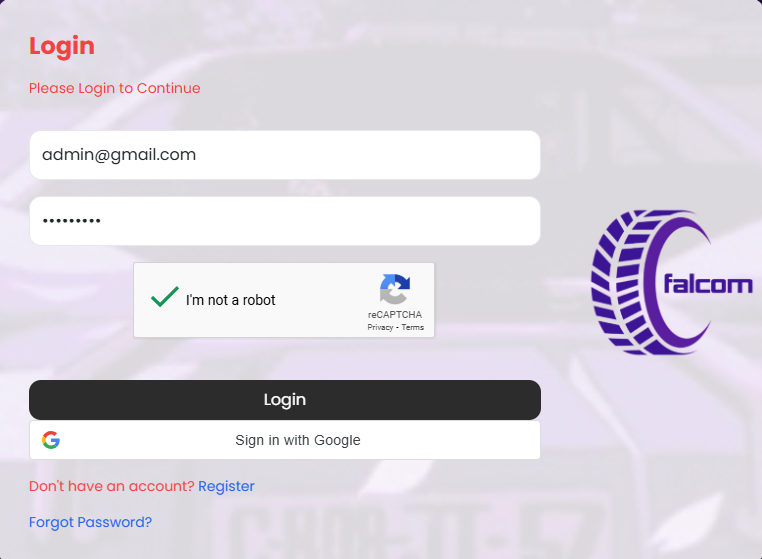 Login
Please Login to Continue
admin@gmail.com
•••••••••
I'm not a robot
reCAPTCHA
Privacy - Terms
falcom
Login
Sign in with Google
Don't have an account? Register
Forgot Password?